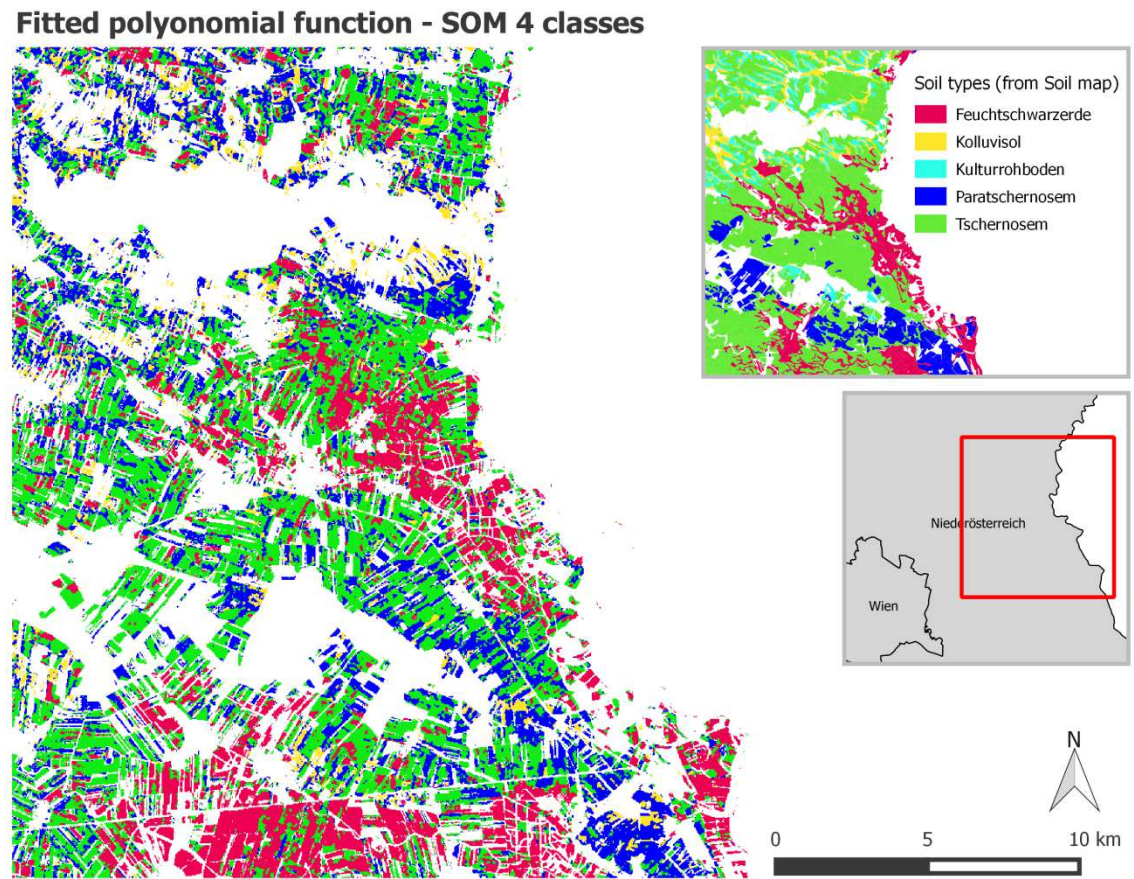 Fitted polyonomial function - SOM 4 classes
Soil types (from Soil map)
Feuchtschwarzerde
Kolluvisol
Kulturrohboden
Paratschernosem
Tschernosem
Niederösterreich
Wien
N
0 5 10 km